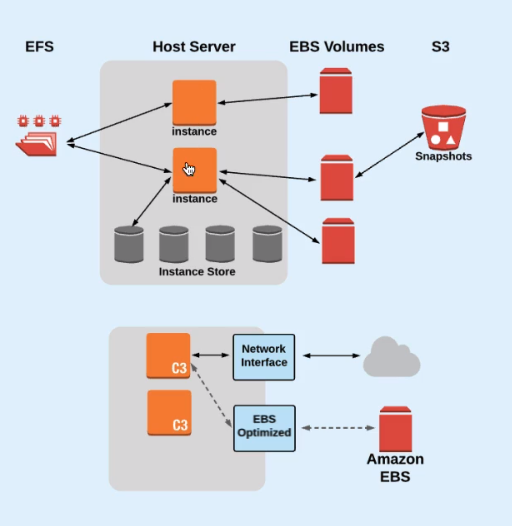 EFS
Host Server
EBS Volumes
S3
instance
Snapshots
instance
Instance Store
C3
Network
Interface
C3
EBS
Optimized
Amazon
EBS